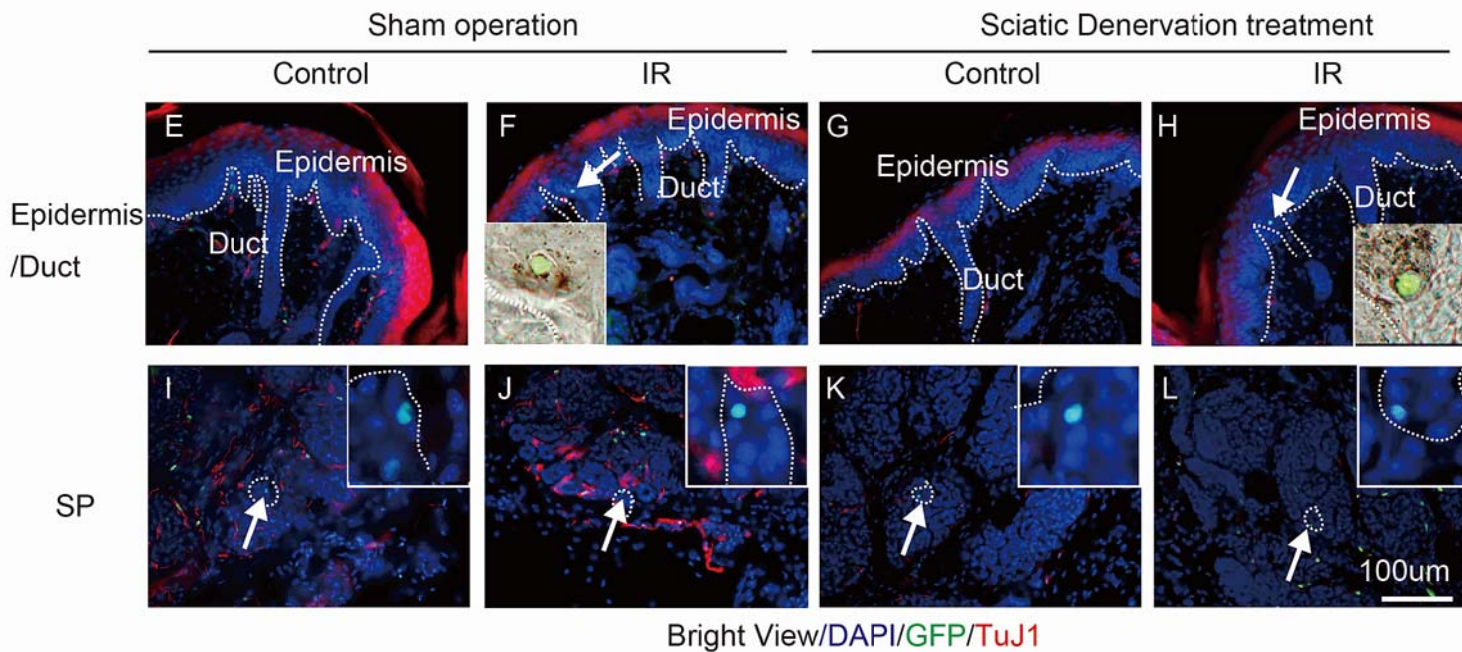 Sham operation Sciatic Denervation treatment
Control IR Control IR
E F G H
Epidermis Epidermis Epidermis Epidermis
Duct Duct Duct Duct
Epidermis
/Duct
I J K L
SP
100um
Bright View/DAPI/GFP/TuJ1